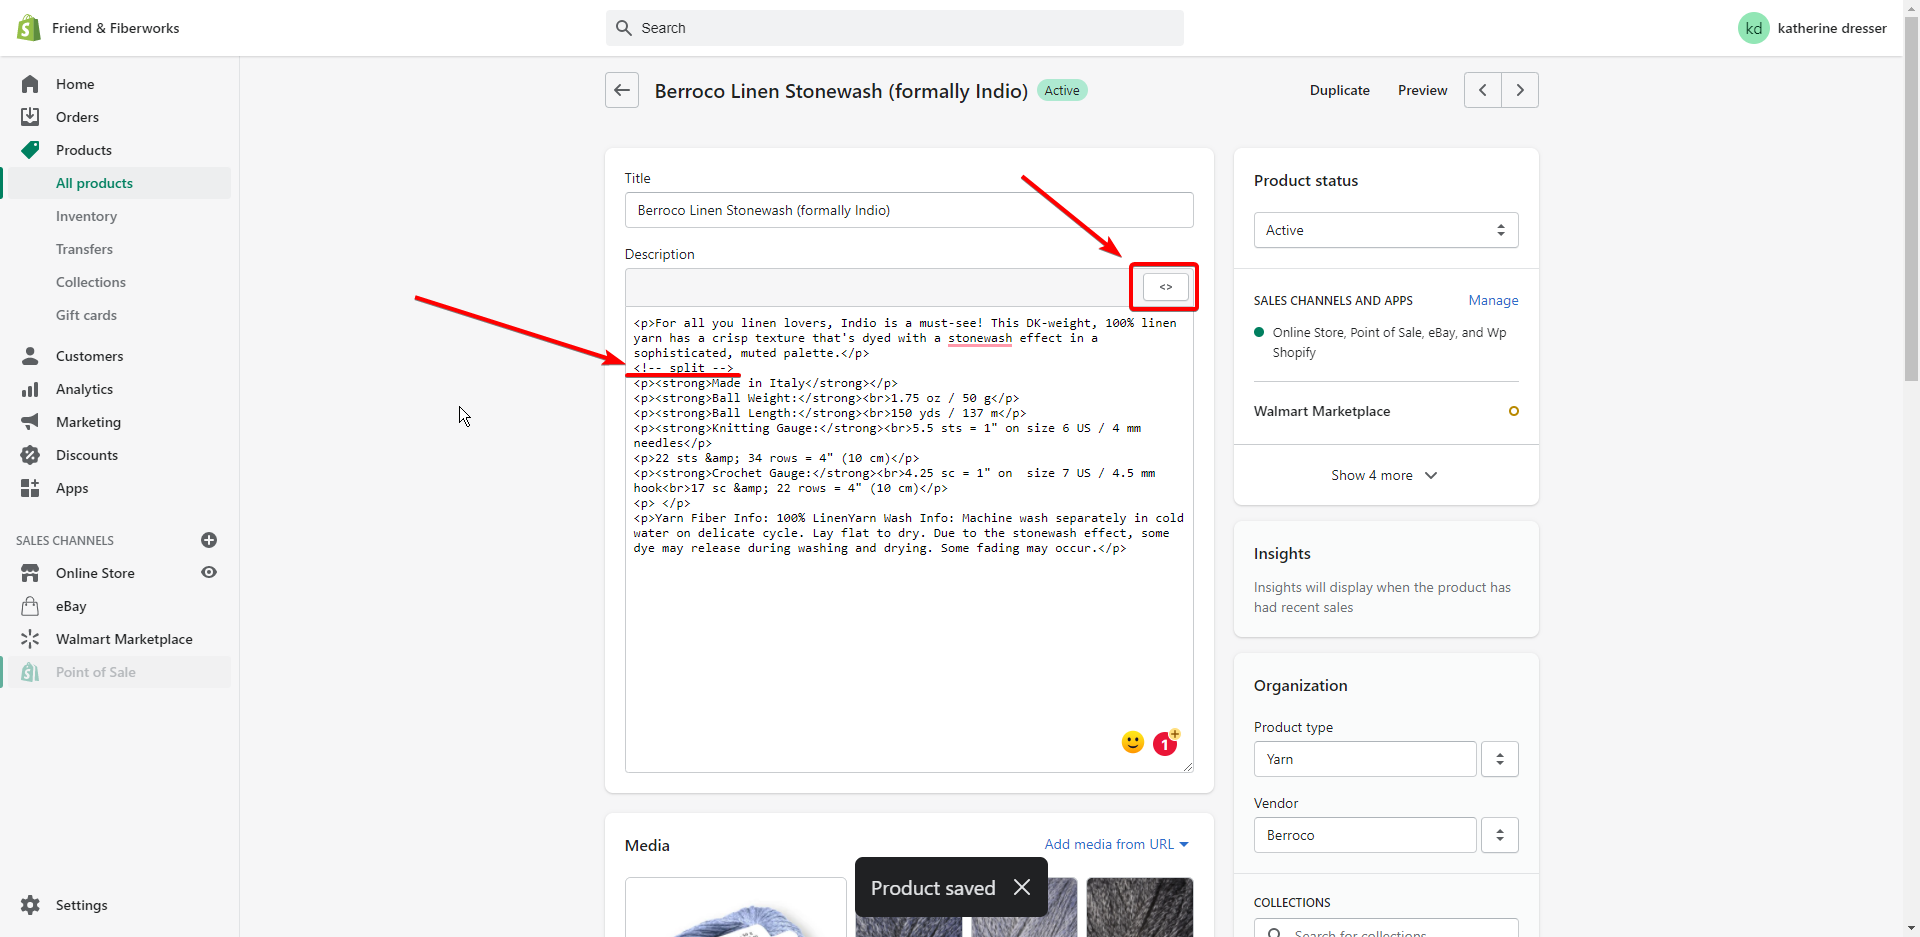 Friend & Fiberworks
Search
kd
katherine dresser
Home
Orders
Products
All products
Inventory
Transfers
Collections
Gift cards
Customers
Analytics
Marketing
Discounts
Apps
SALES CHANNELS
Online Store
eBay
Walmart Marketplace
Point of Sale
Settings
Berroco Linen Stonewash (formally Indio)
Active
Duplicate
Preview
Title
Berroco Linen Stonewash (formally Indio)
Description
<>
<p>For all you linen lovers, Indio is a must-see! This DK-weight, 100% linen
yarn has a crisp texture that's dyed with a stonewash effect in a
sophisticated, muted palette.</p>
<!-- split -->
<p><strong>Made in Italy</strong></p>
<p><strong>Ball Weight:</strong><br>1.75 oz / 50 g</p>
<p><strong>Ball Length:</strong><br>150 yds / 137 m</p>
<p><strong>Knitting Gauge:</strong><br>5.5 sts = 1" on size 6 US / 4 mm
needles</p>
<p>22 sts &amp; 34 rows = 4" (10 cm)</p>
<p><strong>Crochet Gauge:</strong><br>4.25 sc = 1" on  size 7 US / 4.5 mm
hook<br>17 sc &amp; 22 rows = 4" (10 cm)</p>
<p> </p>
<p>Yarn Fiber Info: 100% LinenYarn Wash Info: Machine wash separately in cold
water on delicate cycle. Lay flat to dry. Due to the stonewash effect, some
dye may release during washing and drying. Some fading may occur.</p>
1
Media
Add media from URL
Product saved
Product status
Active
SALES CHANNELS AND APPS
Manage
Online Store, Point of Sale, eBay, and Wp
Shopify
Walmart Marketplace
Show 4 more
Insights
Insights will display when the product has
had recent sales
Organization
Product type
Yarn
Vendor
Berroco
COLLECTIONS
Search for collections